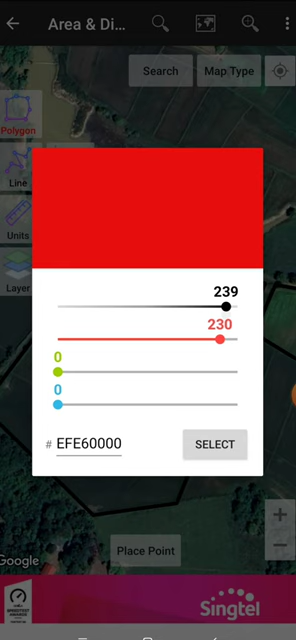 Area & Di...
Search
Map Type
Polygon
Line
Units
Layer
239
230
0
0
# EFE60000
SELECT
Google
Place Point
+
−
Singtel